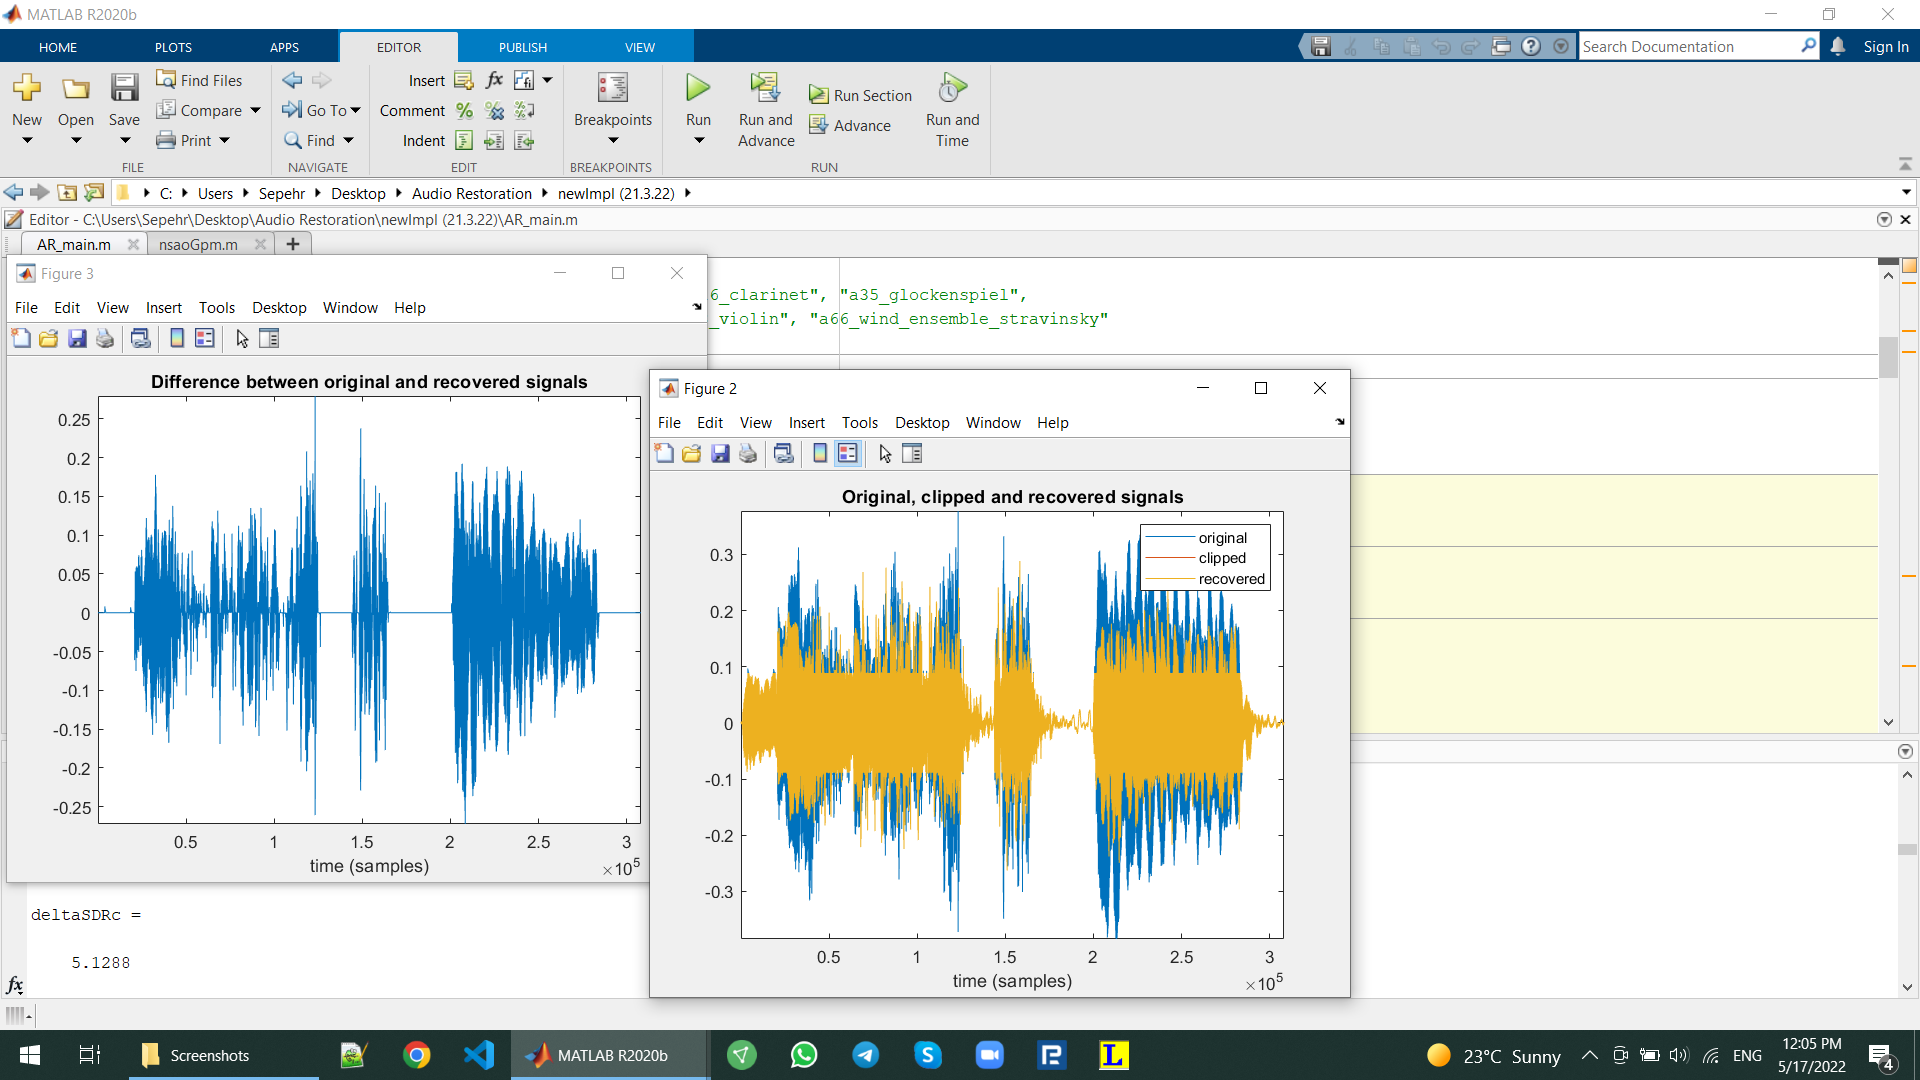 MATLAB R2020b
HOME PLOTS APPS EDITOR PUBLISH VIEW
Search Documentation
Sign In
New
Open
Save
Find Files
Compare
Print
FILE
Go To
Find
NAVIGATE
Insert fx fi
Comment
Indent
EDIT
Breakpoints
BREAKPOINTS
Run
Run and Advance
Run Section
Advance
Run and Time
RUN
C: Users Sepehr Desktop Audio Restoration newImpl (21.3.22)
Editor - C:\Users\Sepehr\Desktop\Audio Restoration\newImpl (21.3.22)\AR_main.m
AR_main.m nsaoGpm.m
6_clarinet", "a35_glockenspiel",
_violin", "a66_wind_ensemble_stravinsky"
Figure 3
File Edit View Insert Tools Desktop Window Help
Difference between original and recovered signals
0.25
0.2
0.15
0.1
0.05
0
-0.05
-0.1
-0.15
-0.2
-0.25
0.5 1 1.5 2 2.5 3
time (samples)
×10^5
Figure 2
File Edit View Insert Tools Desktop Window Help
Original, clipped and recovered signals
original
clipped
recovered
0.3
0.2
0.1
0
-0.1
-0.2
-0.3
0.5 1 1.5 2 2.5 3
time (samples)
×10^5
deltaSDRc =
5.1288
fx
Screenshots
MATLAB R2020b
23°C Sunny
ENG
12:05 PM
5/17/2022
4